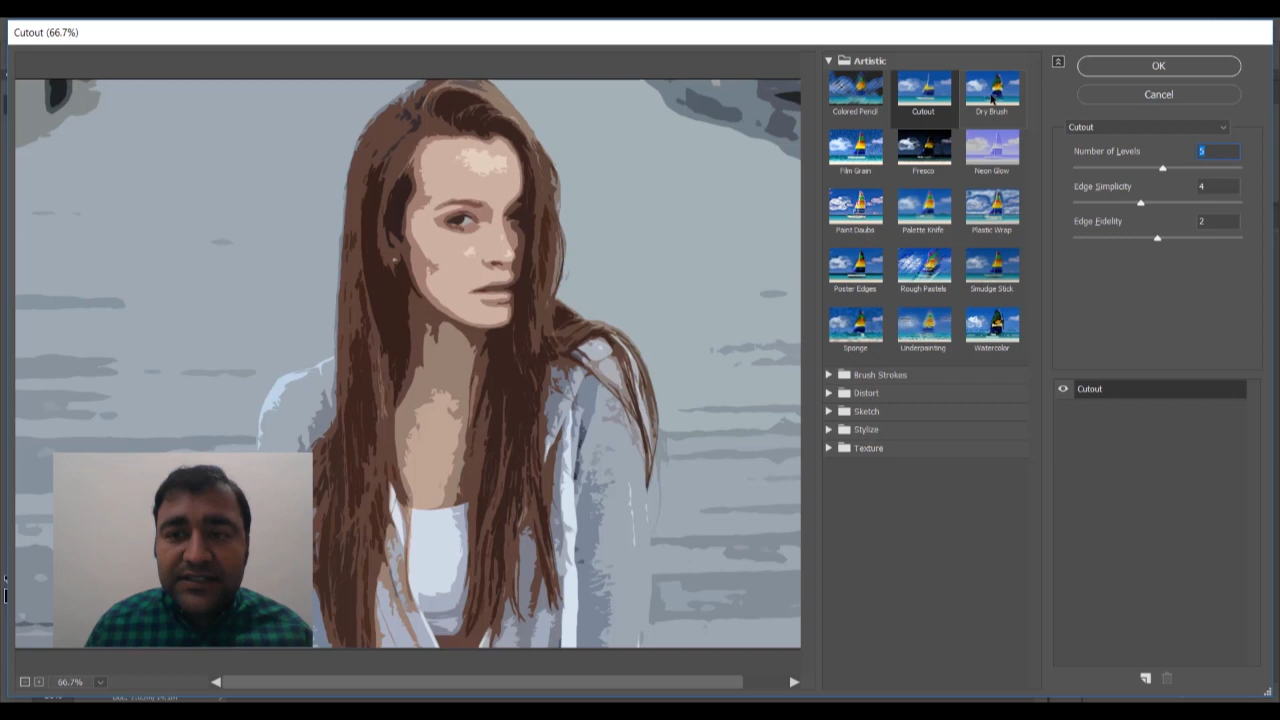 Cutout (66.7%)
Artistic
Colored Pencil
Cutout
Dry Brush
Film Grain
Fresco
Neon Glow
Paint Daubs
Palette Knife
Plastic Wrap
Poster Edges
Rough Pastels
Smudge Stick
Sponge
Underpainting
Watercolor
Brush Strokes
Distort
Sketch
Stylize
Texture
OK
Cancel
Cutout
Number of Levels 5
Edge Simplicity 4
Edge Fidelity 2
Cutout
66.7%